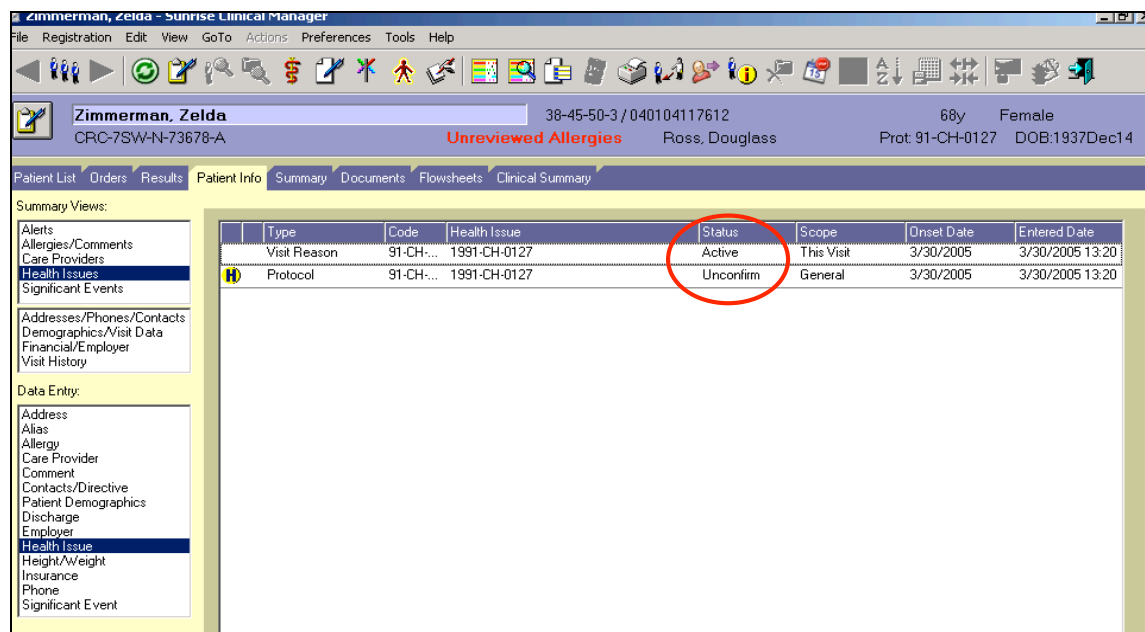 Zimmerman, Zelda - Sunrise Clinical Manager
File Registration Edit View GoTo Actions Preferences Tools Help
15
Zimmerman, Zelda 38-45-50-3 / 040104117612 68y Female
CRC-7SW-N-73678-A Unreviewed Allergies Ross, Douglass Prot: 91-CH-0127 DOB:1937Dec14
Patient List Orders Results Patient Info Summary Documents Flowsheets Clinical Summary
Summary Views:
Alerts
Allergies/Comments
Care Providers
Health Issues
Significant Events
Addresses/Phones/Contacts
Demographics/Visit Data
Financial/Employer
Visit History
Data Entry:
Address
Alias
Allergy
Care Provider
Comment
Contacts/Directive
Patient Demographics
Discharge
Employer
Health Issue
Height/Weight
Insurance
Phone
Significant Event
Type Code Health Issue Status Scope Onset Date Entered Date
Visit Reason 91-CH-... 1991-CH-0127 Active This Visit 3/30/2005 3/30/2005 13:20
H Protocol 91-CH-... 1991-CH-0127 Unconfirm General 3/30/2005 3/30/2005 13:20